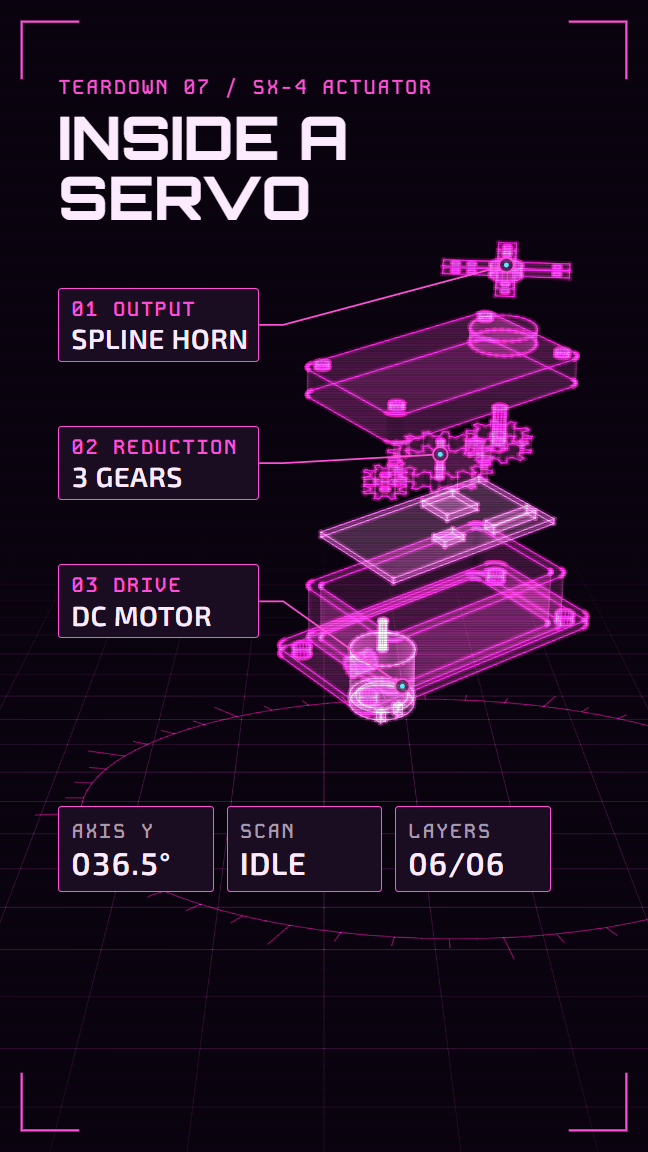 TEARDOWN 07 / SX-4 ACTUATOR
INSIDE A
SERVO
01 OUTPUT
SPLINE HORN
02 REDUCTION
3 GEARS
03 DRIVE
DC MOTOR
AXIS Y
036.5°
SCAN
IDLE
LAYERS
06/06